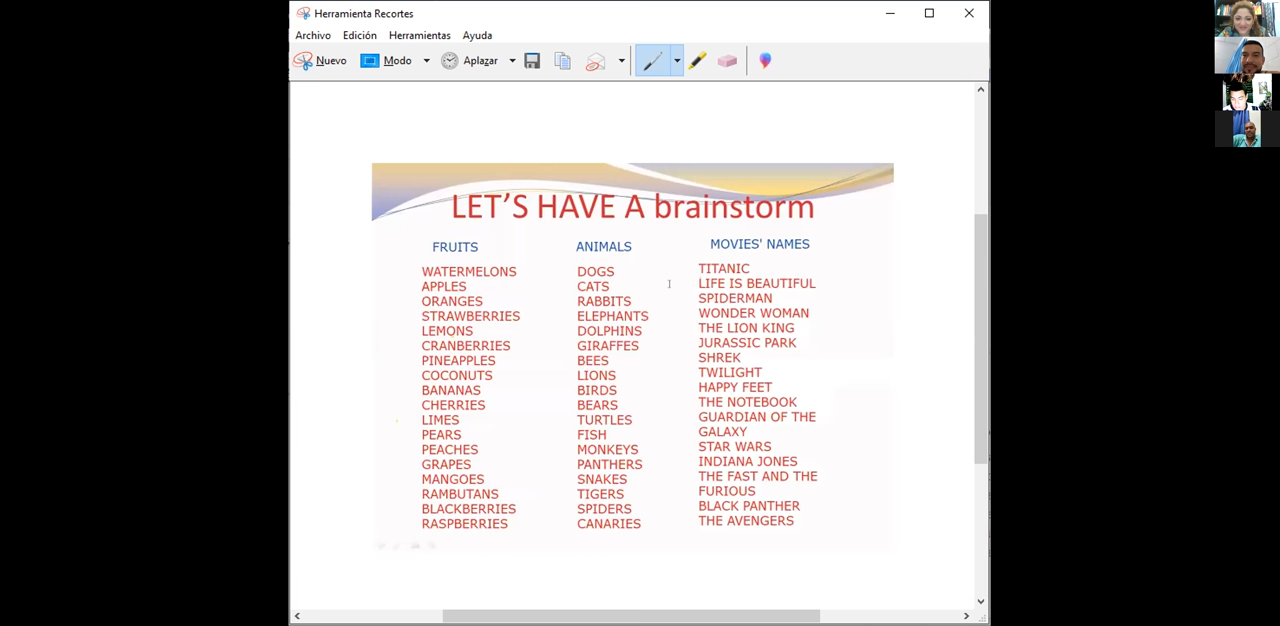 Herramienta Recortes
Archivo Edición Herramientas Ayuda
Nuevo Modo Aplazar
LET'S HAVE A brainstorm
FRUITS
WATERMELONS
APPLES
ORANGES
STRAWBERRIES
LEMONS
CRANBERRIES
PINEAPPLES
COCONUTS
BANANAS
CHERRIES
LIMES
PEARS
PEACHES
GRAPES
MANGOES
RAMBUTANS
BLACKBERRIES
RASPBERRIES
ANIMALS
DOGS
CATS
RABBITS
ELEPHANTS
DOLPHINS
GIRAFFES
BEES
LIONS
BIRDS
BEARS
TURTLES
FISH
MONKEYS
PANTHERS
SNAKES
TIGERS
SPIDERS
CANARIES
MOVIES' NAMES
TITANIC
LIFE IS BEAUTIFUL
SPIDERMAN
WONDER WOMAN
THE LION KING
JURASSIC PARK
SHREK
TWILIGHT
HAPPY FEET
THE NOTEBOOK
GUARDIAN OF THE
GALAXY
STAR WARS
INDIANA JONES
THE FAST AND THE
FURIOUS
BLACK PANTHER
THE AVENGERS